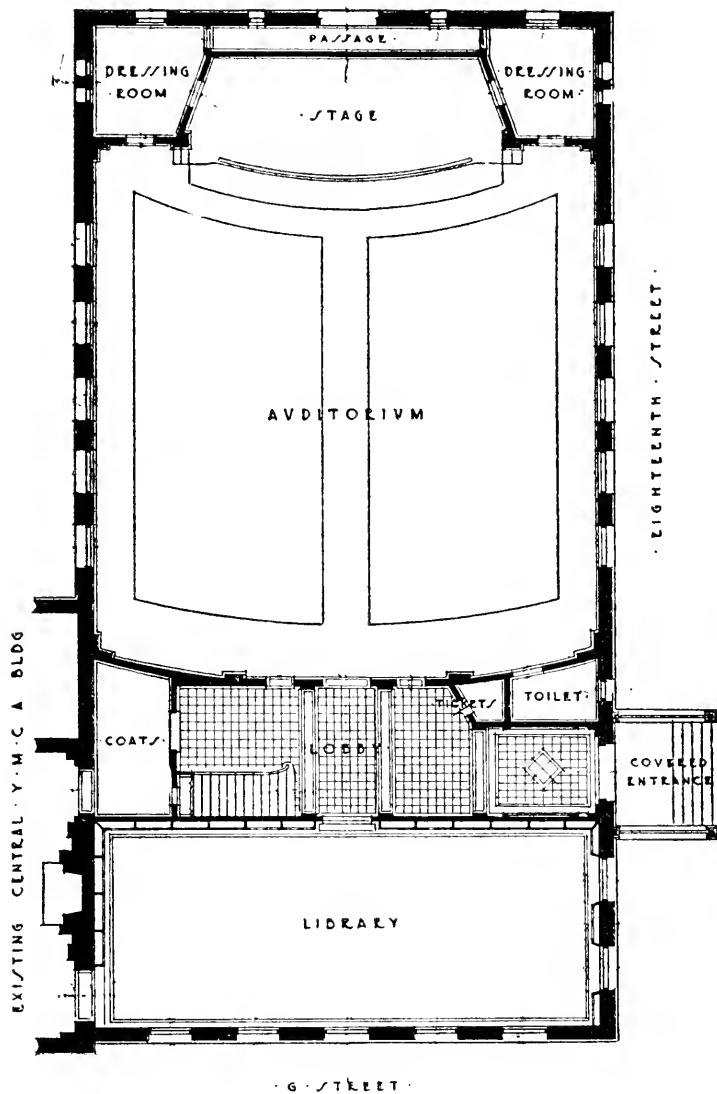 · PASSAGE ·
DRESSING ·
· ROOM
DRESSING ·
ROOM ·
· STAGE
AVDITORIVM
· EIGHTEENTH · STREET ·
EXISTING CENTRAL · Y · M · C A BLDG
· COATS ·
LOBBY
TICKETS
TOILET ·
COVERED
ENTRANCE
LIBRARY
· G · STREET ·